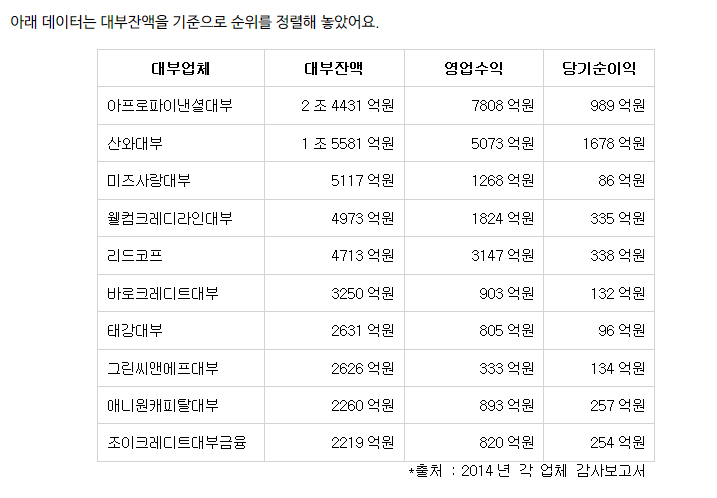 아래 데이터는 대부잔액을 기준으로 순위를 정렬해 놓았어요.
대부업체 대부잔액 영업수익 당기순이익
아프로파이낸셜대부 2 조 4431 억원 7808 억원 989 억원
산와대부 1 조 5581 억원 5073 억원 1678 억원
미즈사랑대부 5117 억원 1268 억원 86 억원
웰컴크레디라인대부 4973 억원 1824 억원 335 억원
리드코프 4713 억원 3147 억원 338 억원
바로크레디트대부 3250 억원 903 억원 132 억원
태강대부 2631 억원 805 억원 96 억원
그린씨앤에프대부 2626 억원 333 억원 134 억원
애니원캐피탈대부 2260 억원 893 억원 257 억원
조이크레디트대부금융 2219 억원 820 억원 254 억원
*출처 : 2014 년 각 업체 감사보고서